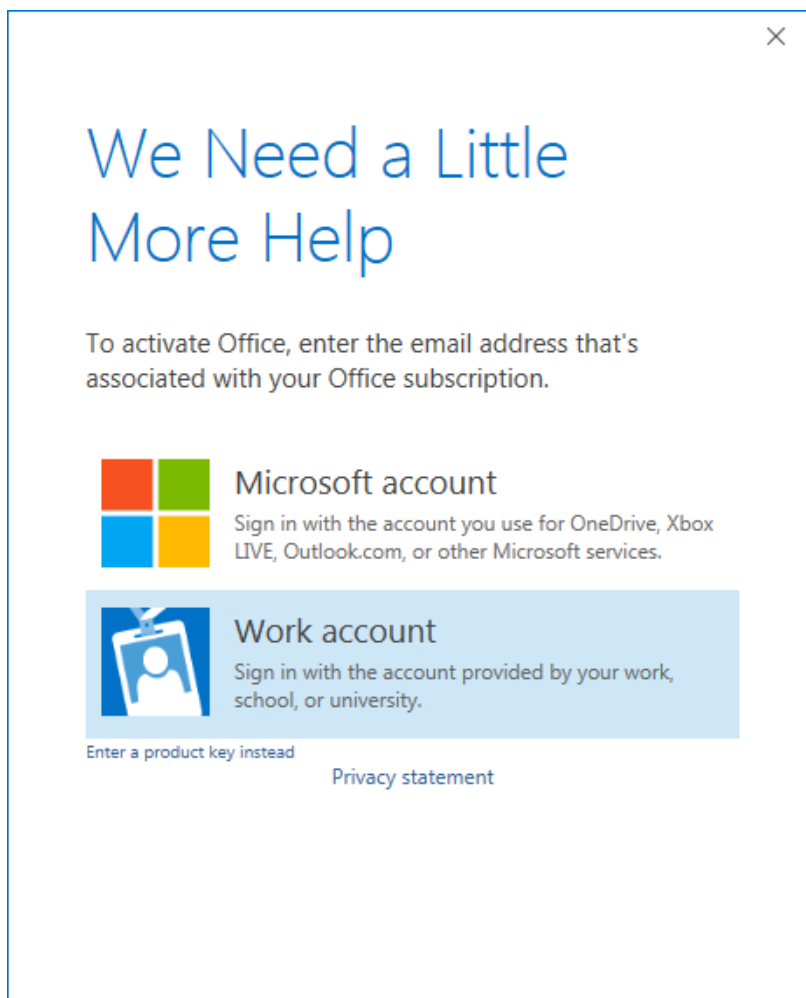 We Need a Little
More Help
To activate Office, enter the email address that's
associated with your Office subscription.
Microsoft account
Sign in with the account you use for OneDrive, Xbox
LIVE, Outlook.com, or other Microsoft services.
Work account
Sign in with the account provided by your work,
school, or university.
Enter a product key instead
Privacy statement